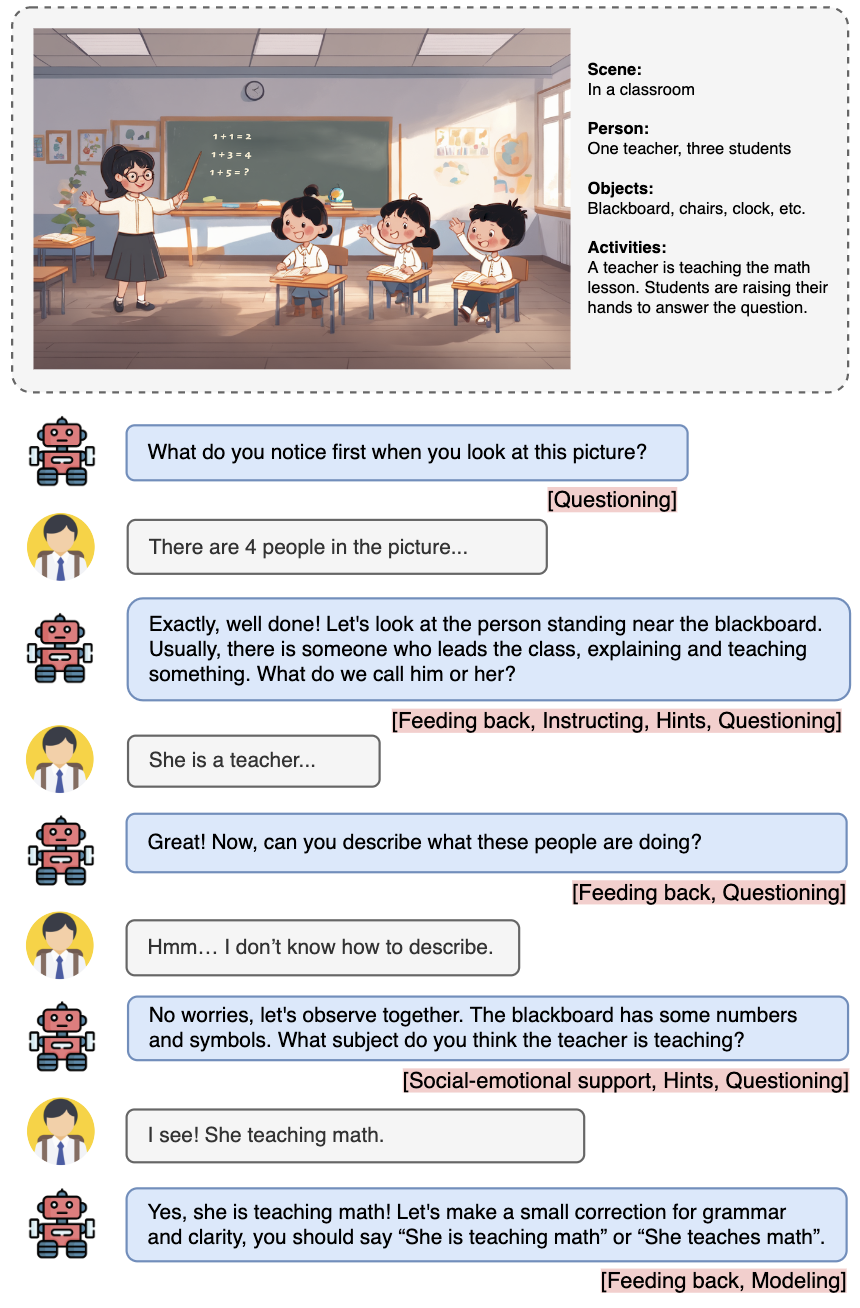 1 + 1 = 2
1 + 3 = 4
1 + 5 = ?
Scene:
In a classroom
Person:
One teacher, three students
Objects:
Blackboard, chairs, clock, etc.
Activities:
A teacher is teaching the math
lesson. Students are raising their
hands to answer the question.
What do you notice first when you look at this picture?
[Questioning]
There are 4 people in the picture...
Exactly, well done! Let's look at the person standing near the blackboard.
Usually, there is someone who leads the class, explaining and teaching
something. What do we call him or her?
[Feeding back, Instructing, Hints, Questioning]
She is a teacher...
Great! Now, can you describe what these people are doing?
[Feeding back, Questioning]
Hmm… I don’t know how to describe.
No worries, let's observe together. The blackboard has some numbers
and symbols. What subject do you think the teacher is teaching?
[Social-emotional support, Hints, Questioning]
I see! She teaching math.
Yes, she is teaching math! Let's make a small correction for grammar
and clarity, you should say “She is teaching math” or “She teaches math”.
[Feeding back, Modeling]